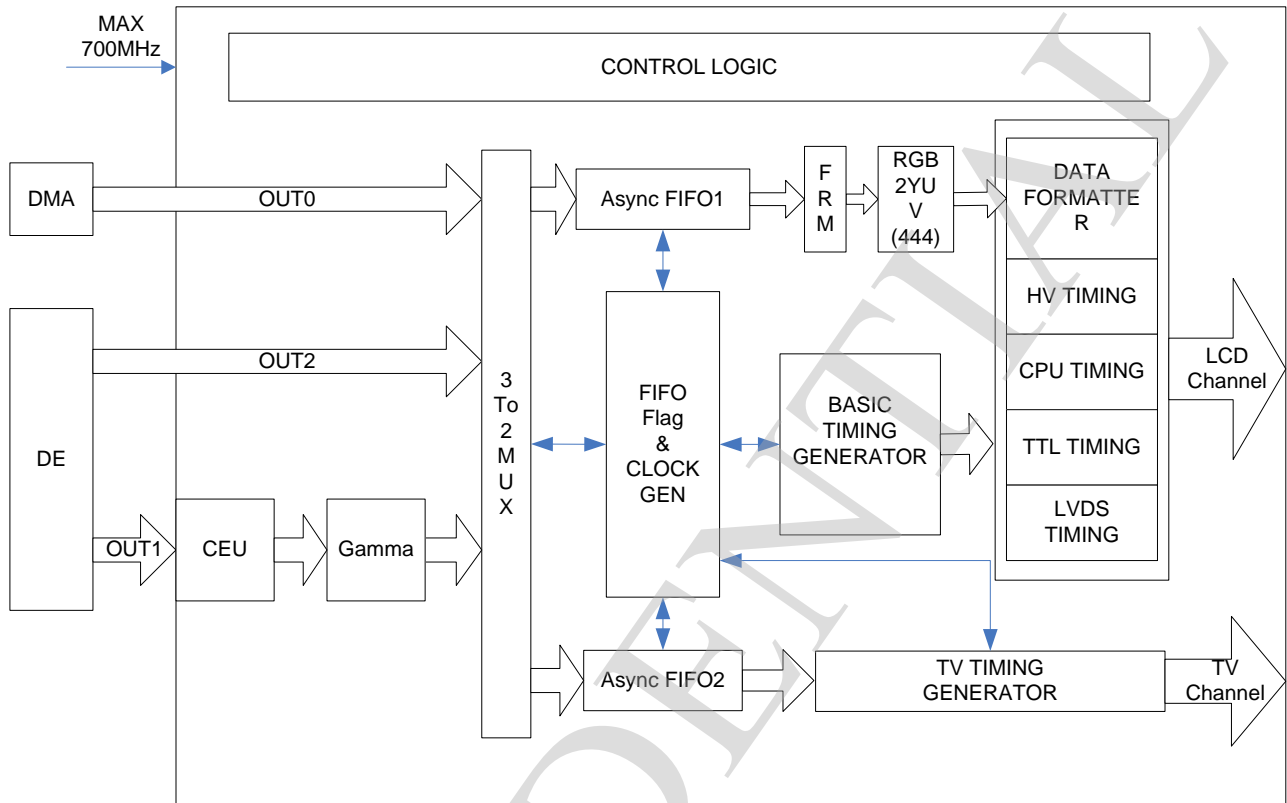 MAX
700MHz
CONTROL LOGIC
DMA
OUT0
3
To
2
M
U
X
Async FIFO1
F
R
M
RGB
2YU
V
(444)
DATA
FORMATTE
R
HV TIMING
CPU TIMING
TTL TIMING
LVDS
TIMING
LCD
Channel
DE
OUT2
OUT1
CEU
Gamma
FIFO
Flag
&
CLOCK
GEN
BASIC
TIMING
GENERATOR
Async FIFO2
TV TIMING
GENERATOR
TV
Channel
DENTIAL